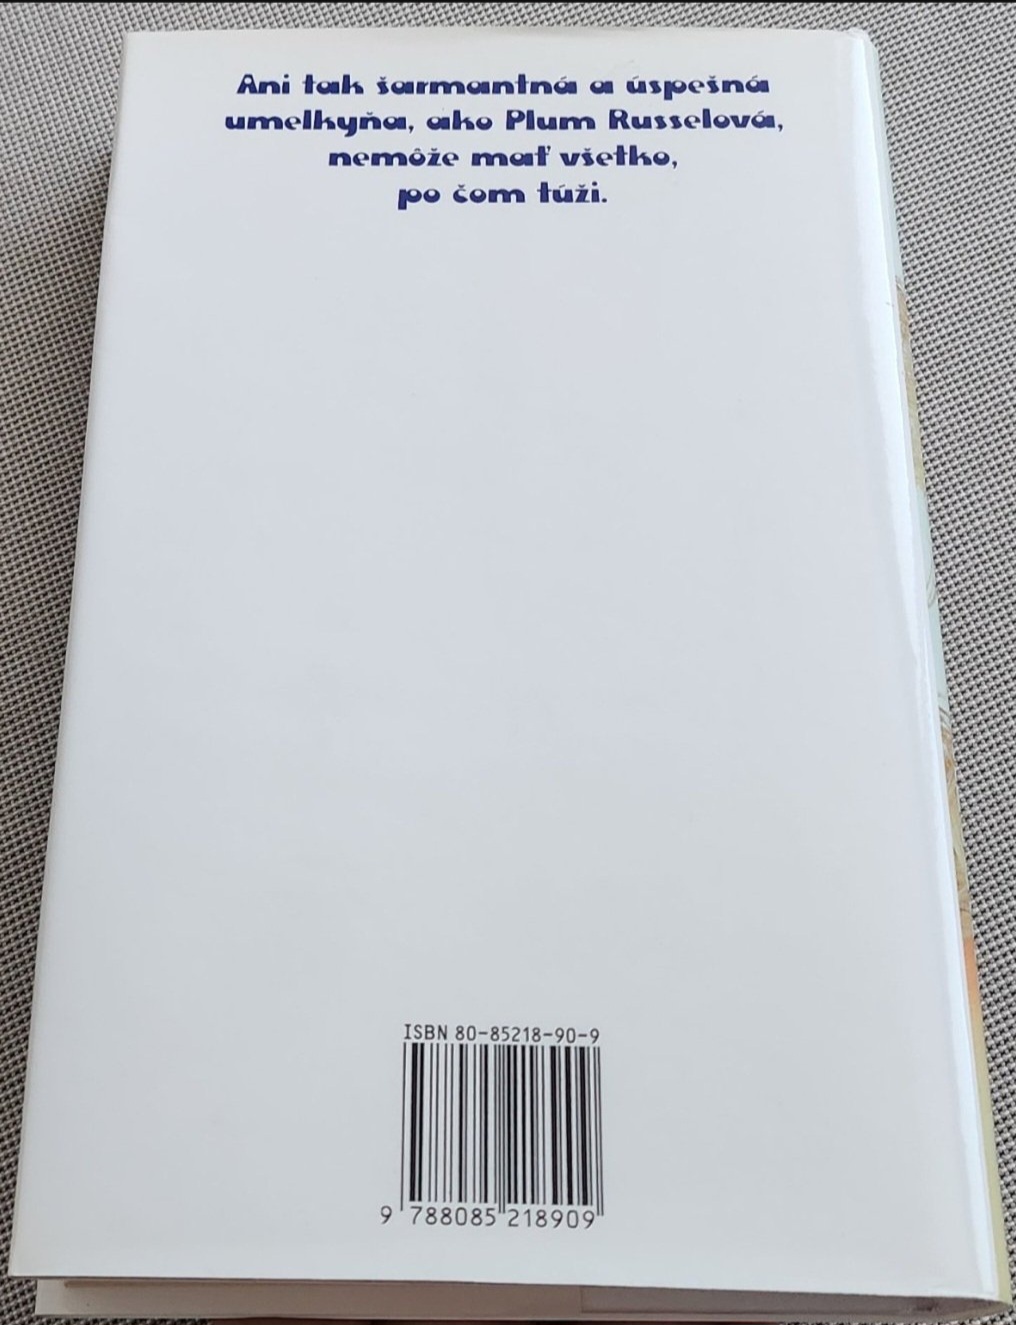 Ani tak šarmantná a úspešná
umelkyňa, ako Plum Russelová,
nemôže mať všetko,
po čom túži.
ISBN 80-85218-90-9
9 788085 218909